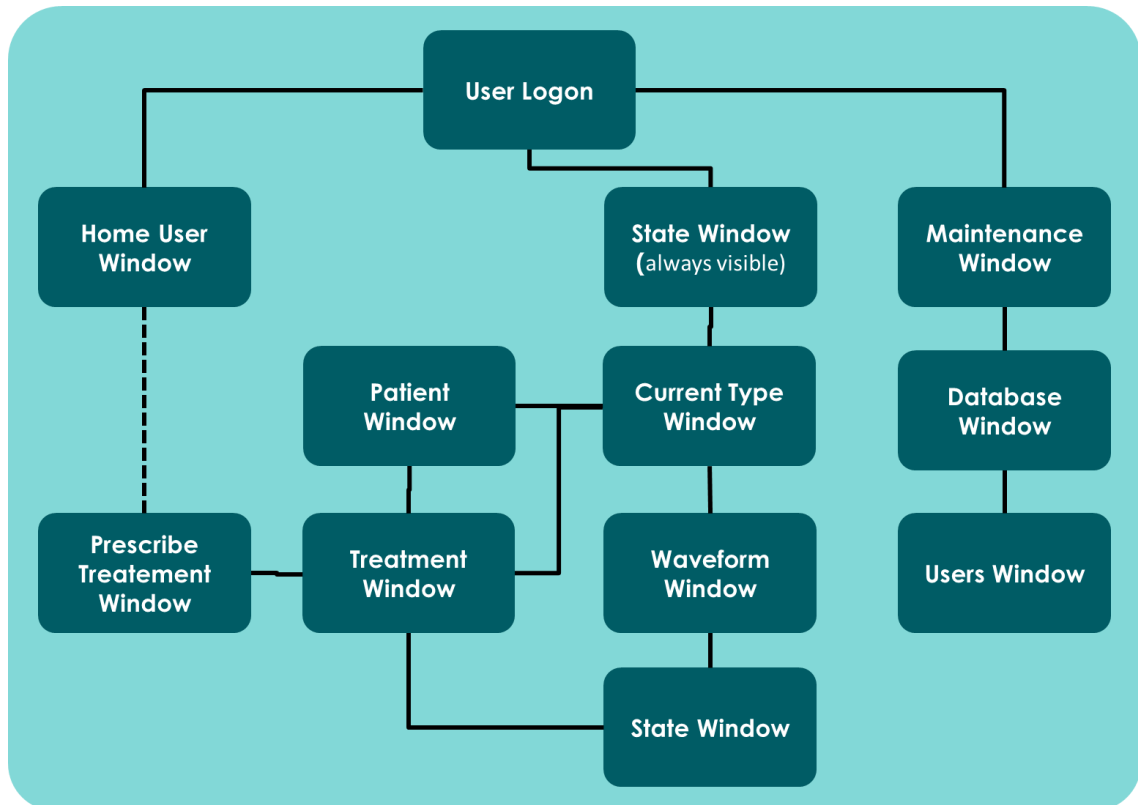 User Logon
Home User
Window
State Window
(always visible)
Maintenance
Window
Patient
Window
Current Type
Window
Database
Window
Prescribe
Treatement
Window
Treatment
Window
Waveform
Window
Users Window
State Window